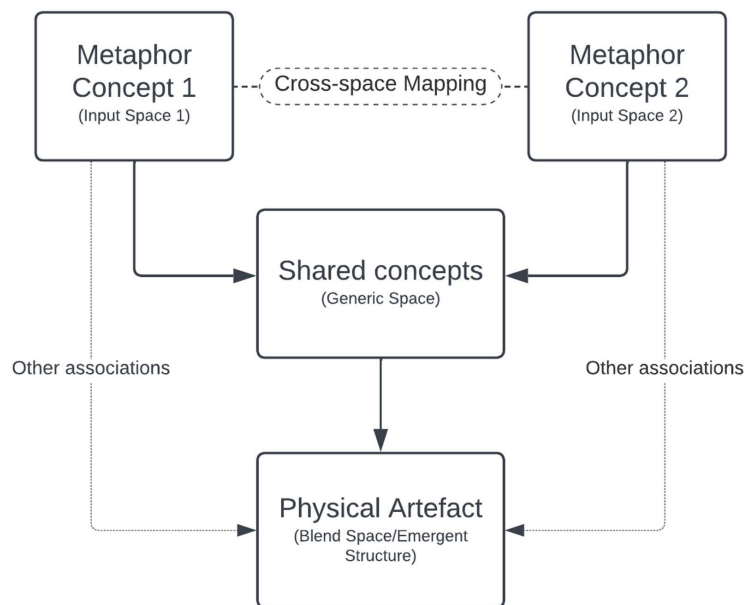 Metaphor
Concept 1
(Input Space 1)
Cross-space Mapping
Metaphor
Concept 2
(Input Space 2)
Shared concepts
(Generic Space)
Other associations
Other associations
Physical Artefact
(Blend Space/Emergent
Structure)